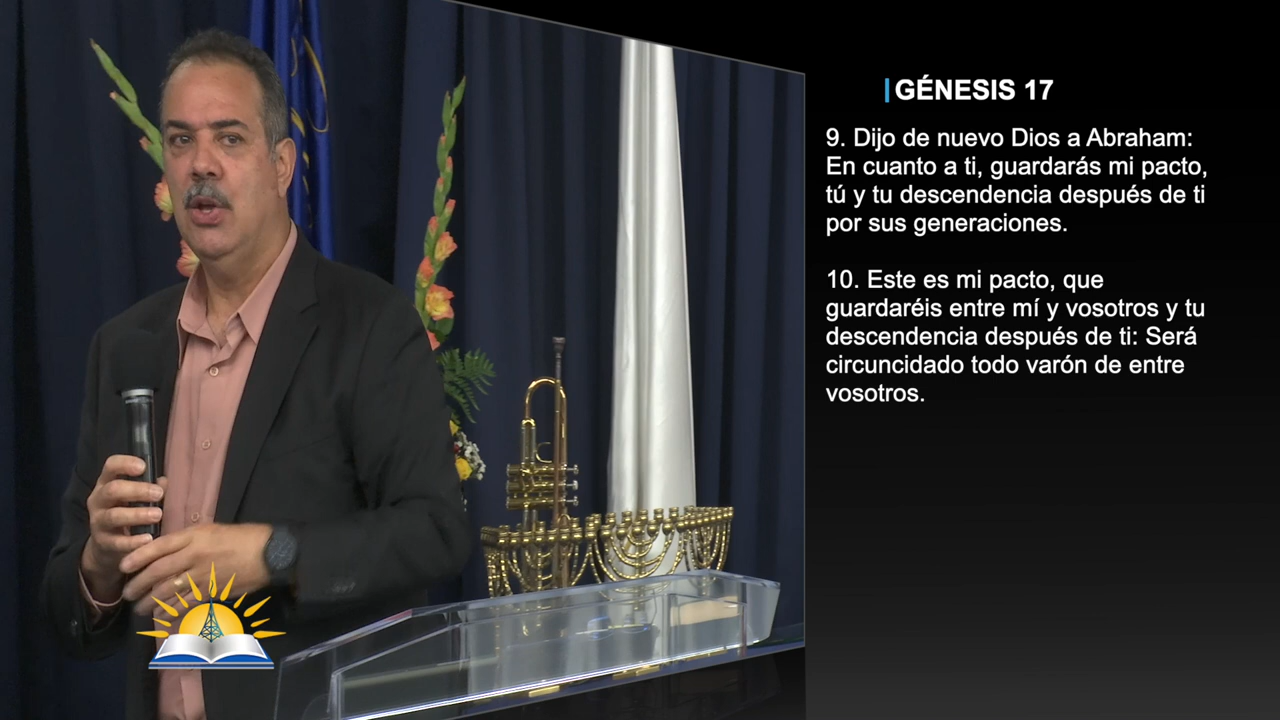 GÉNESIS 17
9. Dijo de nuevo Dios a Abraham:
En cuanto a ti, guardarás mi pacto,
tú y tu descendencia después de ti
por sus generaciones.
10. Este es mi pacto, que
guardaréis entre mí y vosotros y tu
descendencia después de ti: Será
circuncidado todo varón de entre
vosotros.